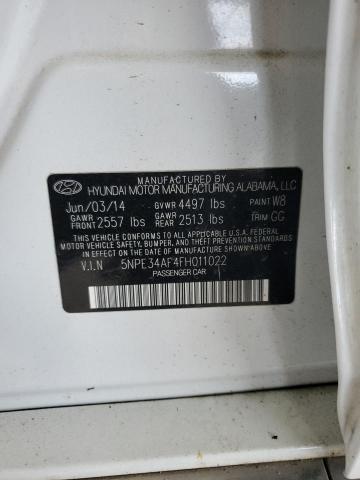 MANUFACTURED BY
HYUNDAI MOTOR MANUFACTURING ALABAMA, LLC
Jun/03/14 GVWR 4497 lbs PAINT W8
GAWR FRONT 2557 lbs GAWR REAR 2513 lbs TRIM GG
THIS VEHICLE CONFORMS TO ALL APPLICABLE U.S. FEDERAL
MOTOR VEHICLE SAFETY, BUMPER, AND THEFT PREVENTION
STANDARDS IN EFFECT ON THE DATE OF MANUFACTURE
SHOWN ABOVE.
V.I.N 5NPE34AF4FH011022
PASSENGER CAR